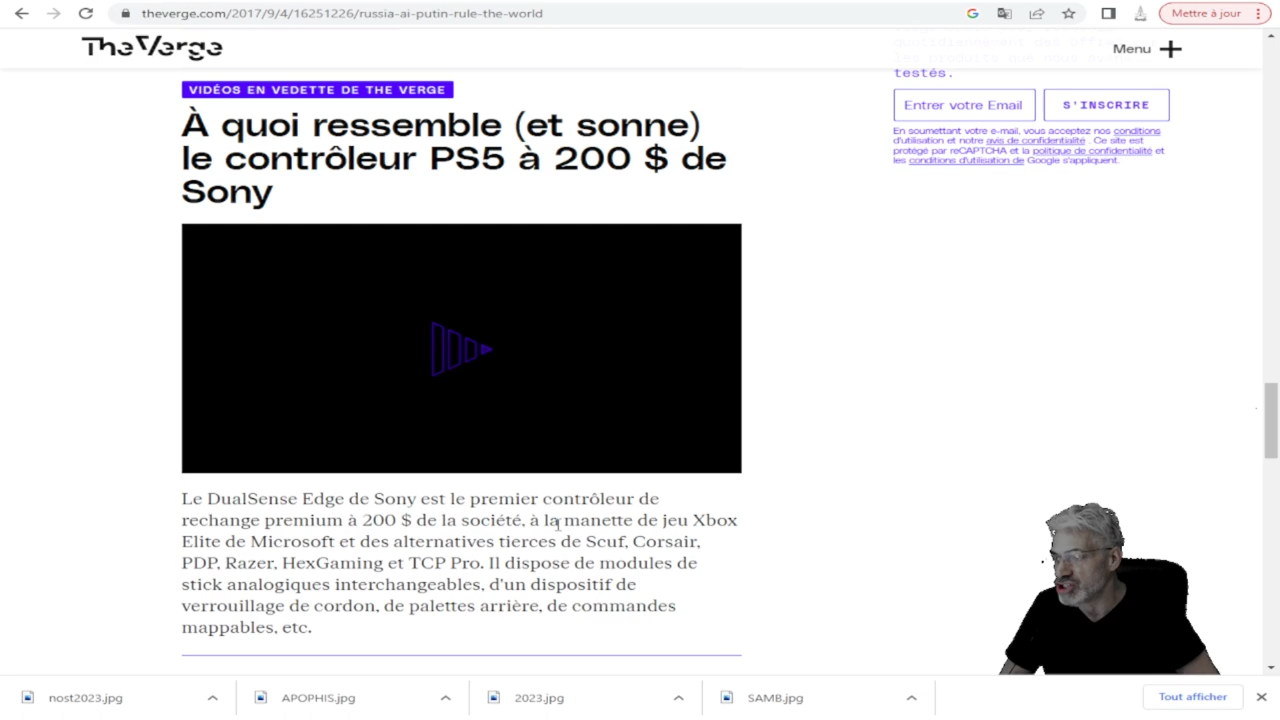 theverge.com/2017/9/4/16251226/russia-ai-putin-rule-the-world
Mettre à jour
The Verge
Menu
testés.
Entrer votre Email
S'INSCRIRE
En soumettant votre e-mail, vous acceptez nos conditions
d'utilisation et notre avis de confidentialité . Ce site est
protégé par reCAPTCHA et la politique de confidentialité et
les conditions d'utilisation de Google s'appliquent.
VIDÉOS EN VEDETTE DE THE VERGE
À quoi ressemble (et sonne)
le contrôleur PS5 à 200 $ de
Sony
Le DualSense Edge de Sony est le premier contrôleur de
rechange premium à 200 $ de la société, à la manette de jeu Xbox
Elite de Microsoft et des alternatives tierces de Scuf, Corsair,
PDP, Razer, HexGaming et TCP Pro. Il dispose de modules de
stick analogiques interchangeables, d'un dispositif de
verrouillage de cordon, de palettes arrière, de commandes
mappables, etc.
nost2023.jpg
APOPHIS.jpg
2023.jpg
SAMB.jpg
Tout afficher